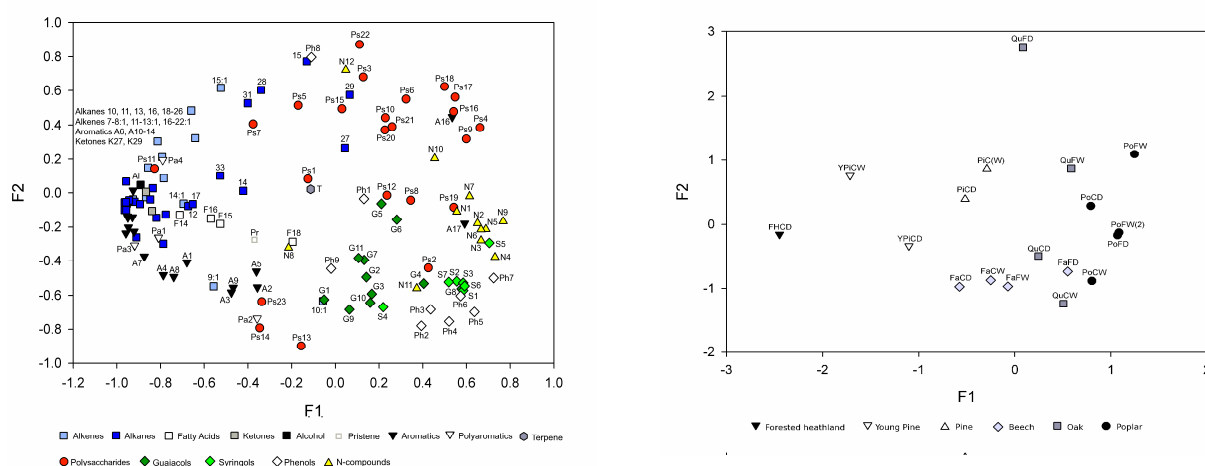 1.0
0.8
0.6
0.4
0.2
0.0
-0.2
-0.4
-0.6
-0.8
-1.0
F2
-1.2 -1.0 -0.8 -0.6 -0.4 -0.2 0.0 0.2 0.4 0.6 0.8 1.0
F1
Alkanes 10, 11, 13, 16, 18-26
Alkenes 7-8:1, 11-13:1, 16-22:1
Aromatics A6, A10-14
Ketones K27, K29
Ps22
15 Ph8
N12 Ps3
15:1 28
31
Ps5
Ps7
29
Ps15
Ps6
Ps10
Ps21
Ps20
Ps18
Ps17
Ps16
A16 Ps4
Ps9
27
N10
Ps11 Pa4
Al
33
14
Ps1
T
14:1 17
12
F14
F16
F15
Ph1
Ps12
G5
Ps8
G6
N7
Ps19 N1
A17
N2 N9
N5
N6
N3 S5
N4
Pa3 Pa1
A7
A1
Pr
F18
N8
A4 A8
A5
Ph9
G11 G7
G2
Ps2
Ph7
9:1 A9
A3
A2
Ps23
G1
10:1
G3
G10
G9
S4
G4
N11
S7 S2 S3
S6
G8 S1
Ph6
Ph3
Ph5
Pa2
Ps14
Ph2 Ph4
Ps13
Alkenes Alkanes Fatty Acids Ketones Alcohol Pristene Aromatics Polyaromatics Terpene
Polysaccharides Guaiacols Syringols Phenols N-compounds
3
2
1
0
-1
-2
F2
-3 -2 -1 0 1 2
F1
QuFD
PoFW
YPiCW
PiC(W)
QuFW
PiCD
PoCD
FHCD
YPiCD
PoFW(2)
PoFD
QuCD
FaFD
FaCD
FaCW
FaFW
PoCW
QuCW
Forested heathland Young Pine Pine Beech Oak Poplar